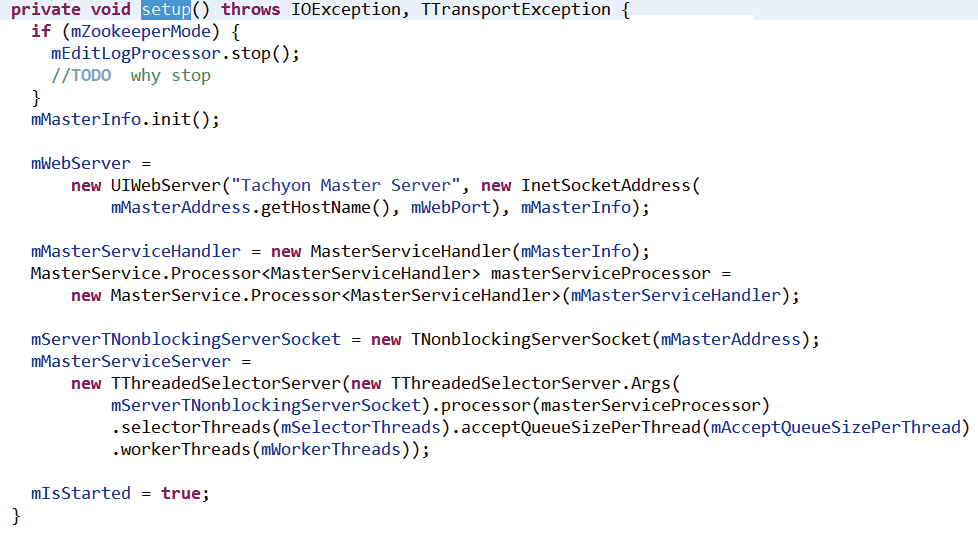 private void setup() throws IOException, TTransportException {
if (mZookeeperMode) {
mEditLogProcessor.stop();
//TODO why stop
}
mMasterInfo.init();
mWebServer =
new UIWebServer("Tachyon Master Server", new InetSocketAddress(
mMasterAddress.getHostName(), mWebPort), mMasterInfo);
mMasterServiceHandler = new MasterServiceHandler(mMasterInfo);
MasterService.Processor<MasterServiceHandler> masterServiceProcessor =
new MasterService.Processor<MasterServiceHandler>(mMasterServiceHandler);
mServerTNonblockingServerSocket = new TNonblockingServerSocket(mMasterAddress);
mMasterServiceServer =
new TThreadedSelectorServer(new TThreadedSelectorServer.Args(
mServerTNonblockingServerSocket).processor(masterServiceProcessor)
.selectorThreads(mSelectorThreads).acceptQueueSizePerThread(mAcceptQueueSizePerThread)
.workerThreads(mWorkerThreads));
mIsStarted = true;
}